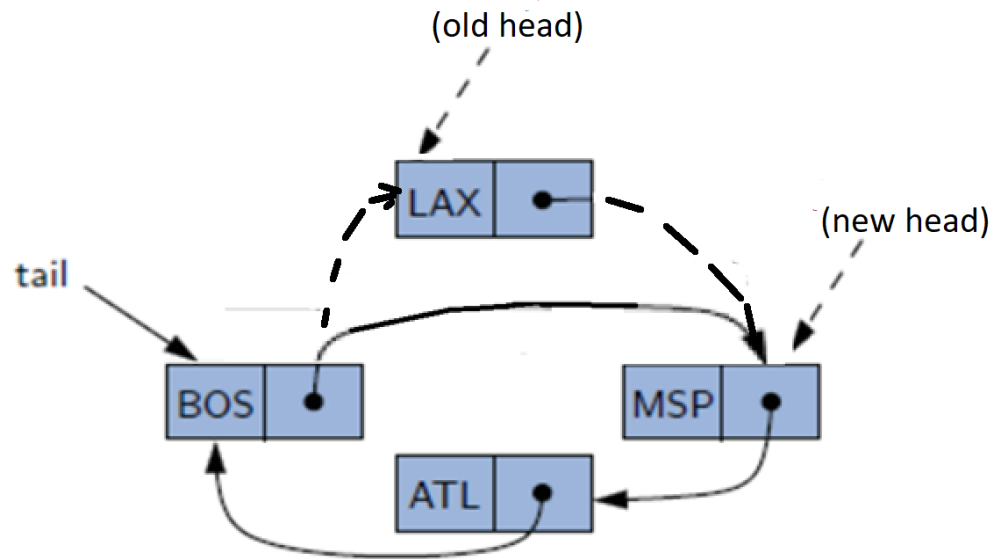 (old head)
LAX
(new head)
tail
BOS
MSP
ATL